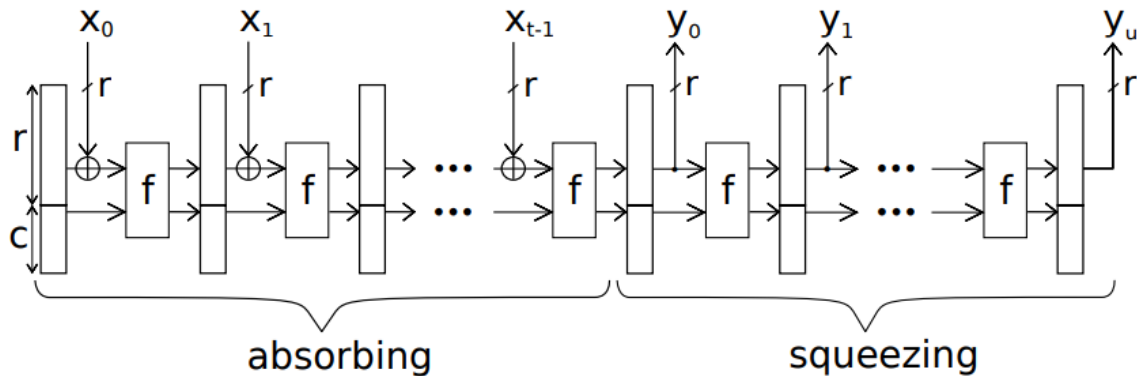 x0 x1 xt-1 y0 y1 yu
r r r r r r
r
f f ••• f f ••• f
c
absorbing squeezing